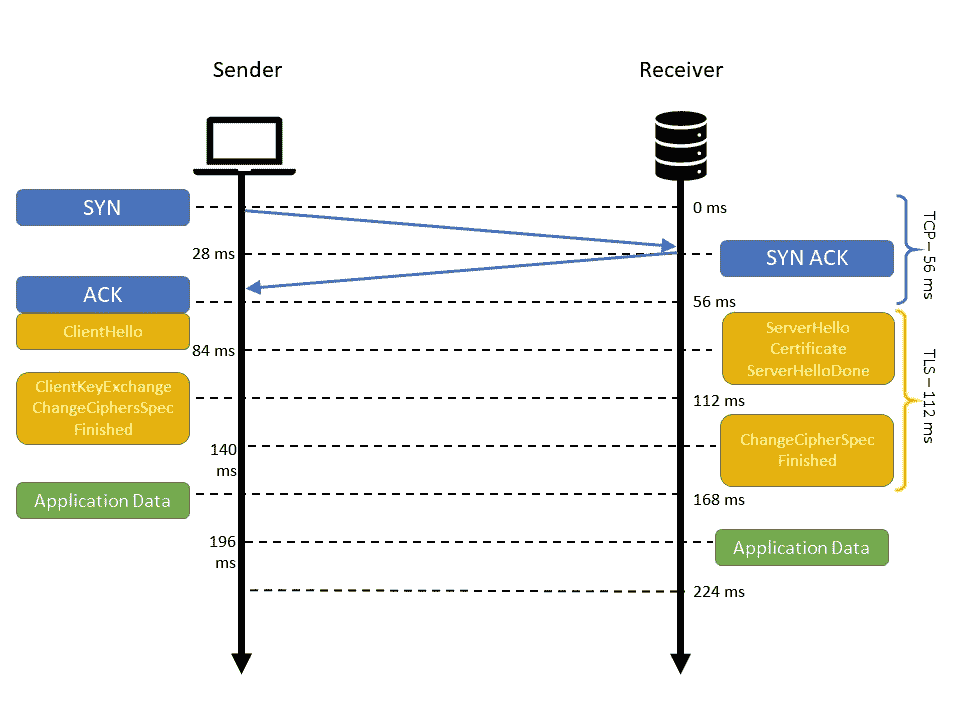 Sender
Receiver
SYN
0 ms
28 ms
SYN ACK
TCP – 56 ms
ACK
56 ms
ClientHello
84 ms
ServerHello
Certificate
ServerHelloDone
TLS – 112 ms
ClientKeyExchange
ChangeCiphersSpec
Finished
112 ms
140
ms
ChangeCipherSpec
Finished
Application Data
168 ms
196
ms
Application Data
224 ms